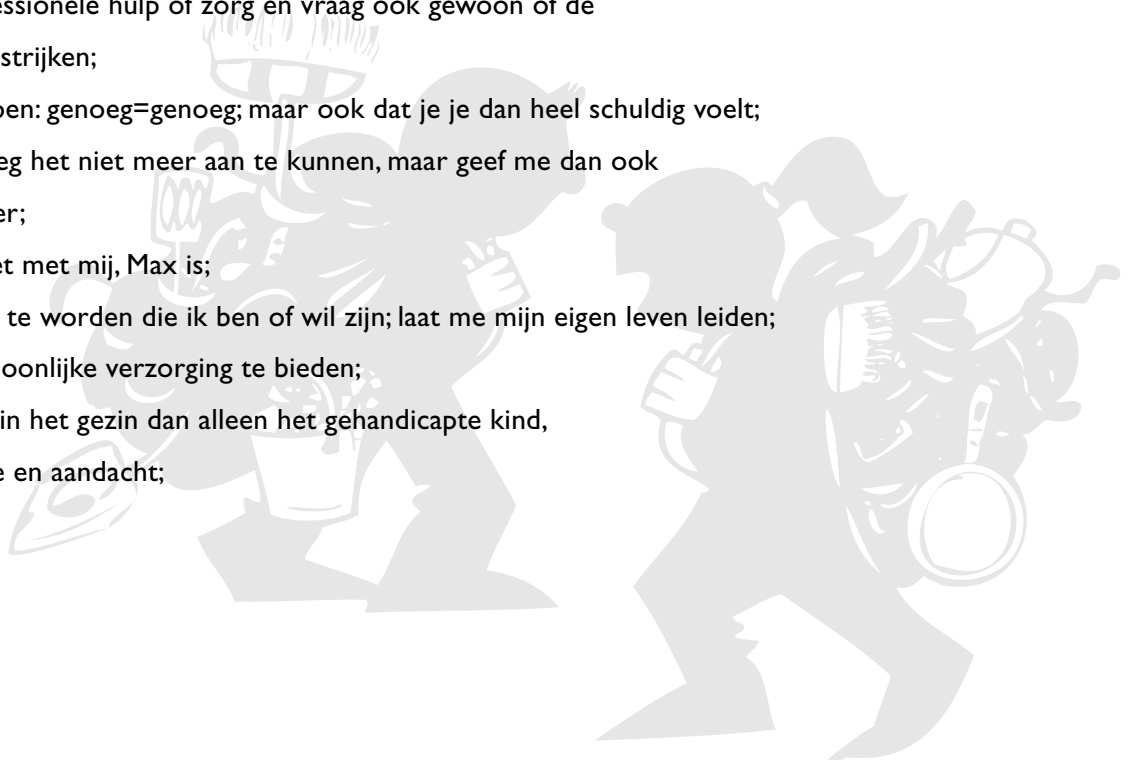 essionele hulp of zorg en vraag ook gewoon of de
strijken;
en: genoeg=genoeg; maar ook dat je je dan heel schuldig voelt;
eg het niet meer aan te kunnen, maar geef me dan ook
er;
et met mij, Max is;
te worden die ik ben of wil zijn; laat me mijn eigen leven leiden;
oonlijke verzorging te bieden;
in het gezin dan alleen het gehandicapte kind,
e en aandacht;